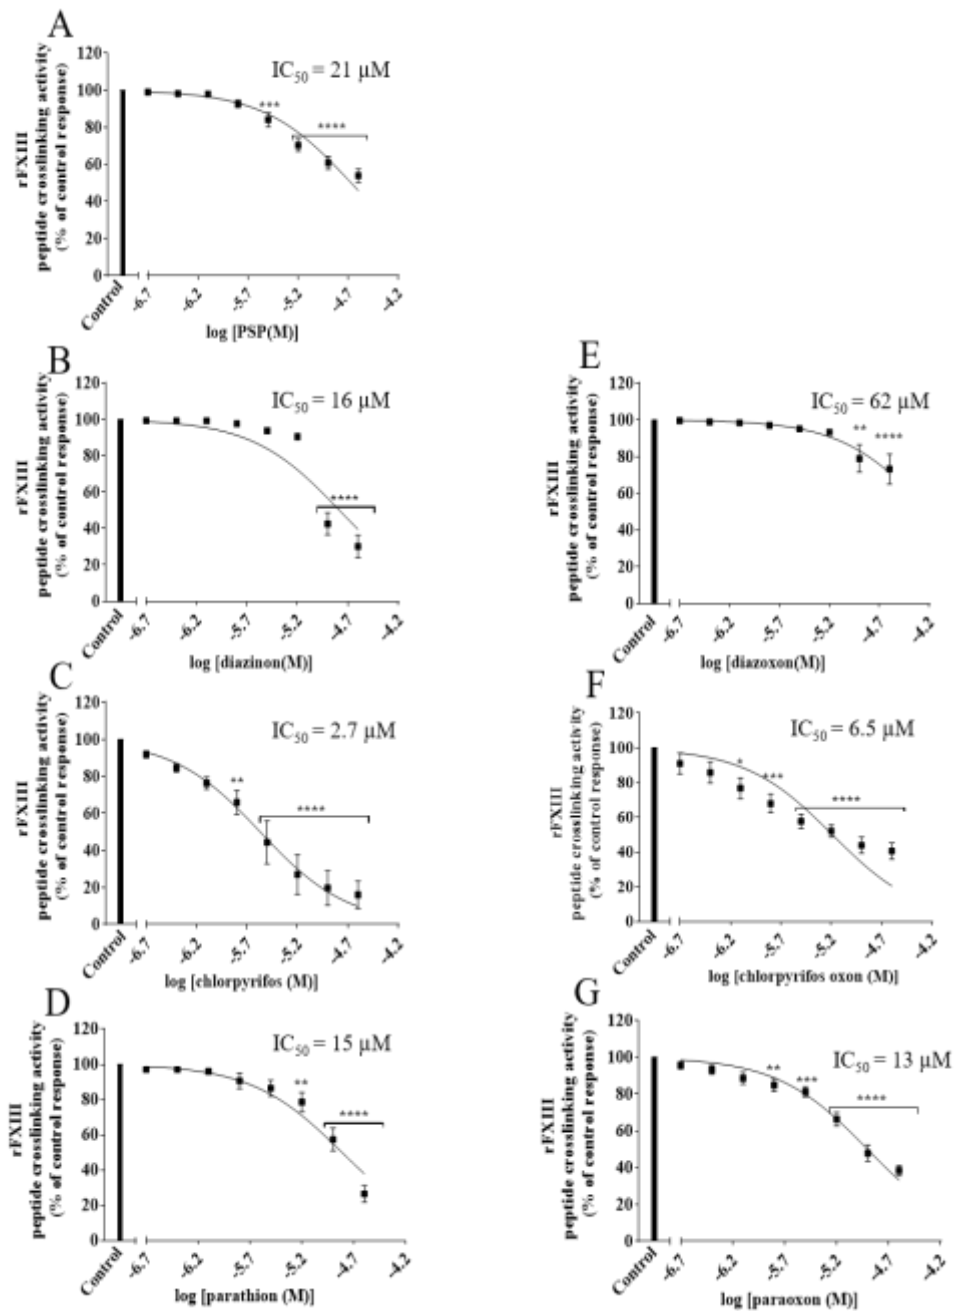 A
120
100
80
60
40
20
0
rFXIII
peptide crosslinking activity
(% of control response)
IC50 = 21 µM
***
****
Control
-6.7
-6.2
-5.7
-5.2
-4.7
-4.2
log [PSP(M)]
B
120
100
80
60
40
20
0
rFXIII
peptide crosslinking activity
(% of control response)
IC50 = 16 µM
****
Control
-6.7
-6.2
-5.7
-5.2
-4.7
-4.2
log [diazinon(M)]
E
120
100
80
60
40
20
0
rFXIII
peptide crosslinking activity
(% of control response)
IC50 = 62 µM
**
****
Control
-6.7
-6.2
-5.7
-5.2
-4.7
-4.2
log [diazoxon(M)]
C
120
100
80
60
40
20
0
rFXIII
peptide crosslinking activity
(% of control response)
IC50 = 2.7 µM
**
****
Control
-6.7
-6.2
-5.7
-5.2
-4.7
-4.2
log [chlorpyrifos (M)]
F
120
100
80
60
40
20
0
rFXIII
peptide crosslinking activity
(% of control response)
IC50 = 6.5 µM
*
***
****
Control
-6.7
-6.2
-5.7
-5.2
-4.7
-4.2
log [chlorpyrifos oxon (M)]
D
120
100
80
60
40
20
0
rFXIII
peptide crosslinking activity
(% of control response)
IC50 = 15 µM
**
****
Control
-6.7
-6.2
-5.7
-5.2
-4.7
-4.2
log [parathion (M)]
G
120
100
80
60
40
20
0
rFXIII
peptide crosslinking activity
(% of control response)
IC50 = 13 µM
**
***
****
Control
-6.7
-6.2
-5.7
-5.2
-4.7
-4.2
log [paraoxon (M)]